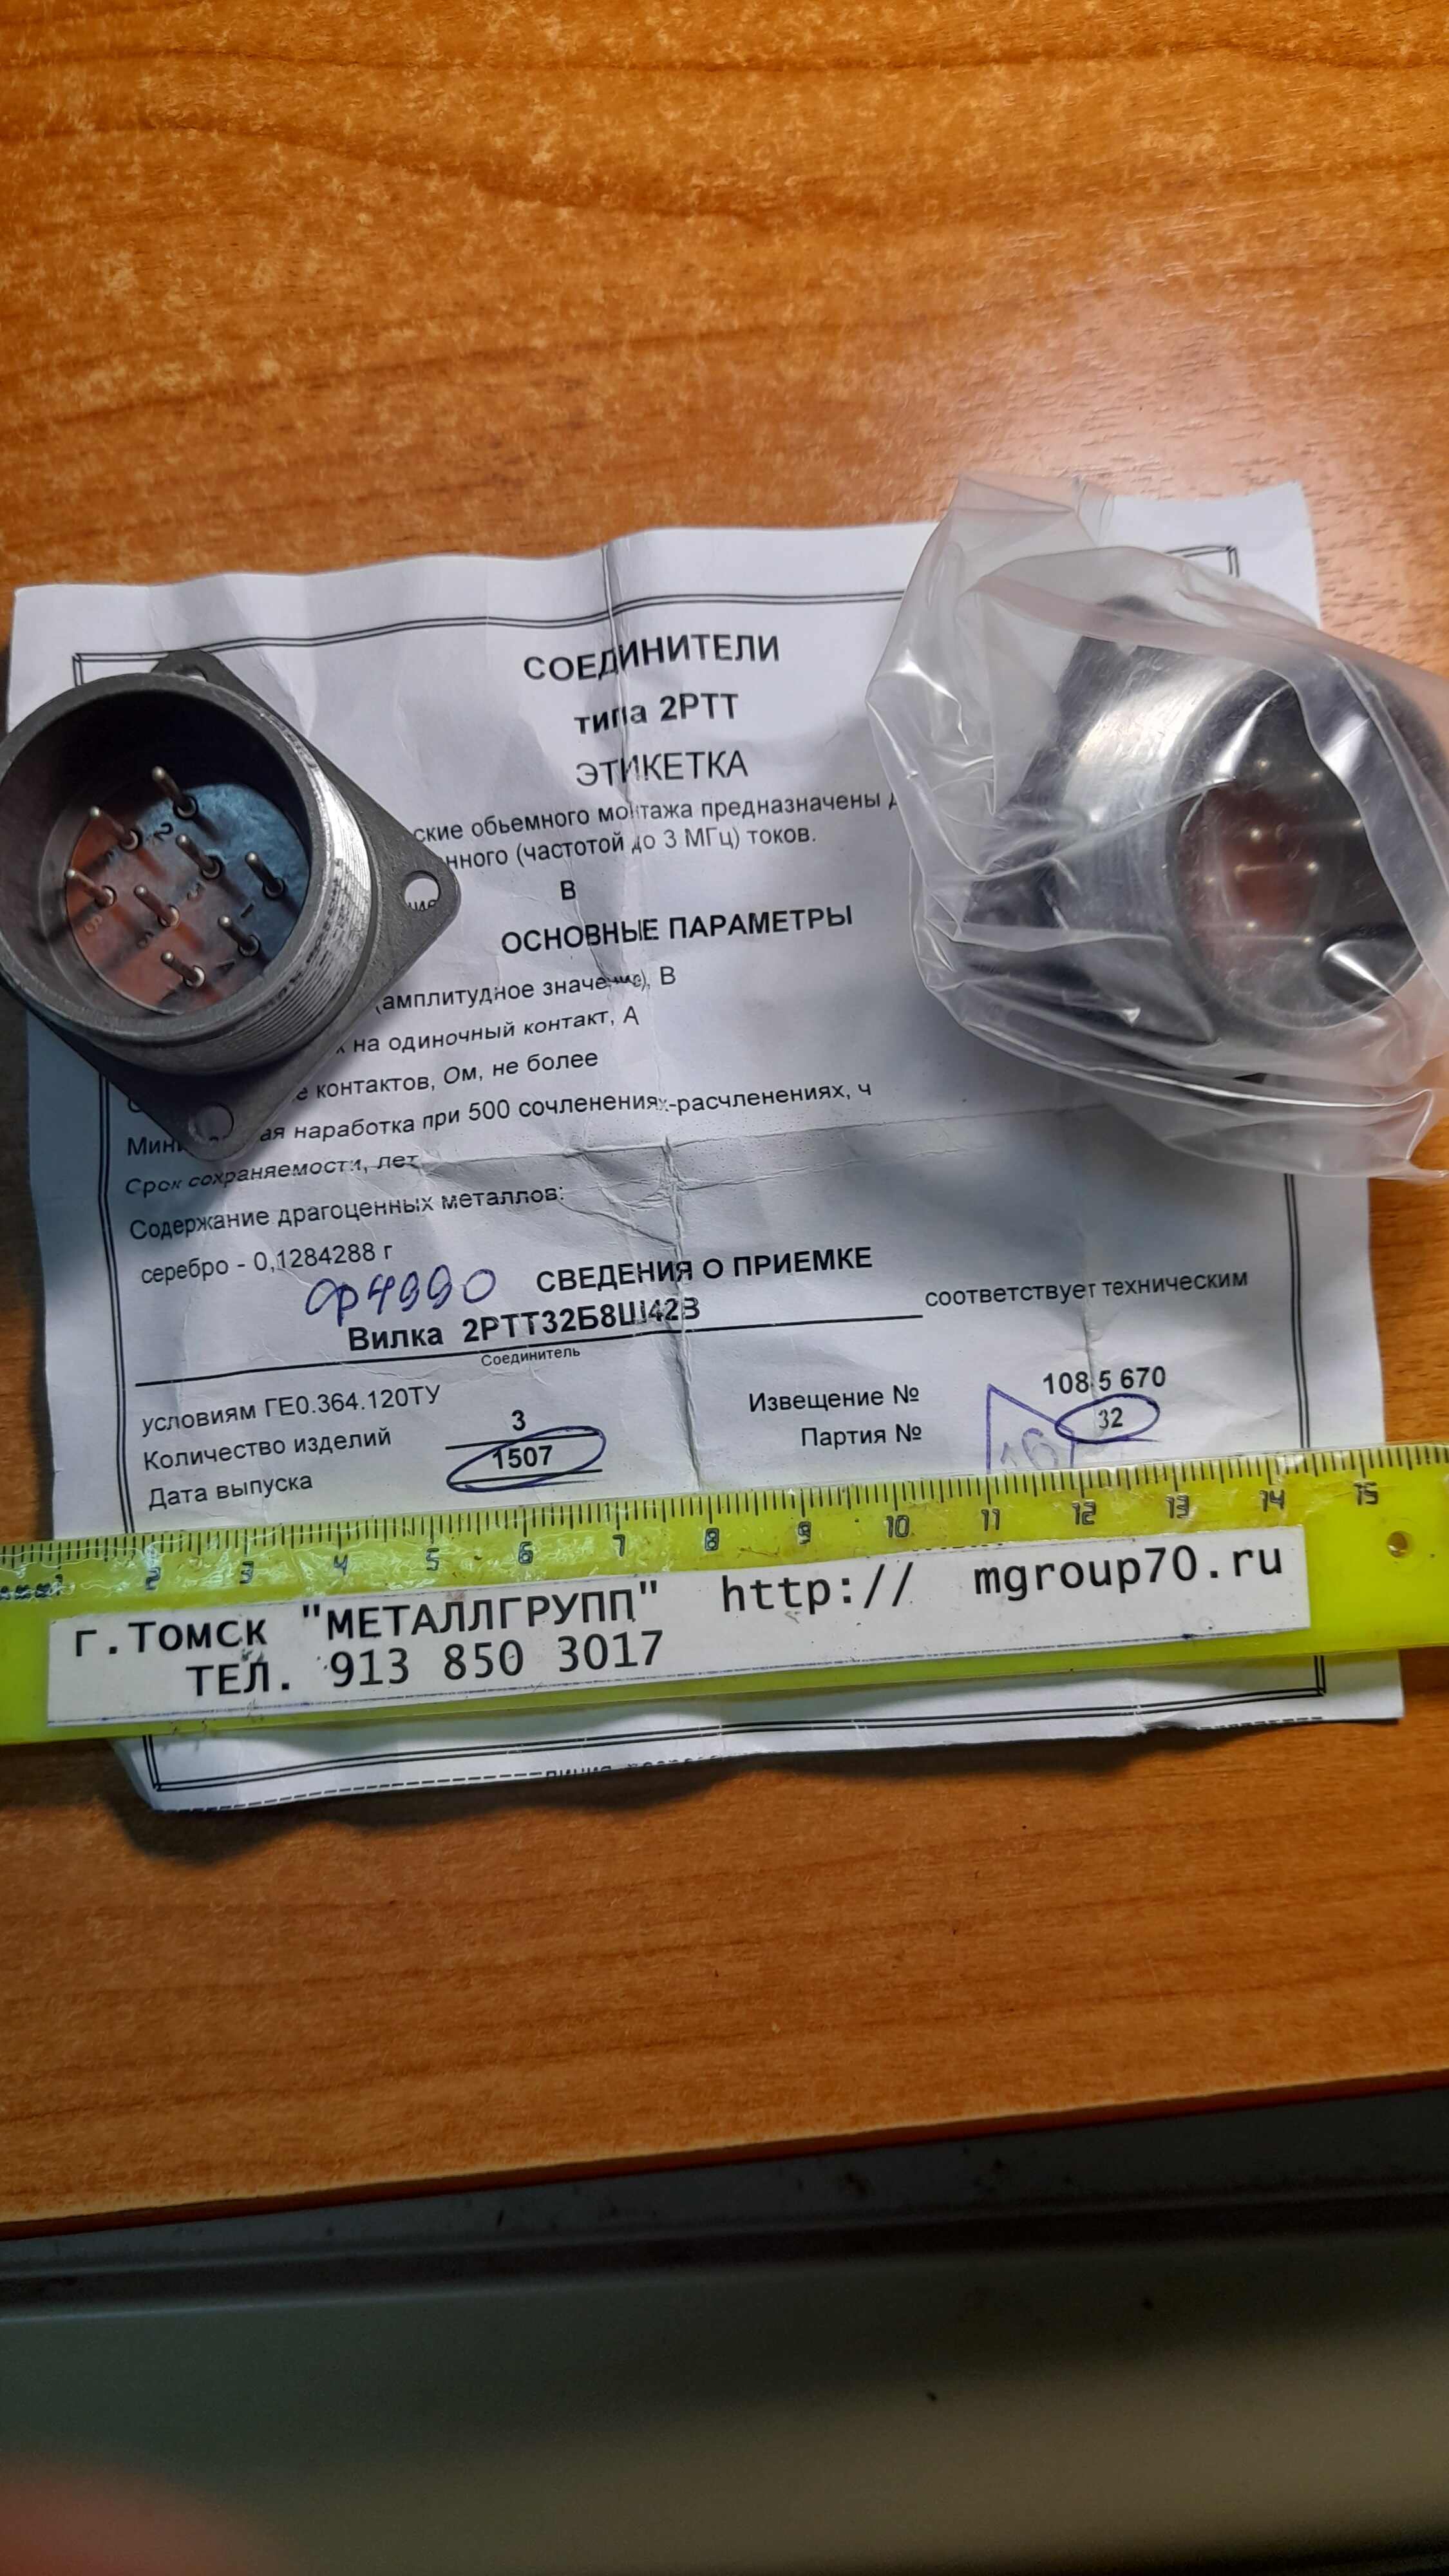 СОЕДИНИТЕЛИ
типа 2РТТ
ЭТИКЕТКА
ские обьемного монтажа предназначены
нного (частотой до 3 МГц) токов.
В
ОСНОВНЫЕ ПАРАМЕТРЫ
(амплитудное значение), В
на одиночный контакт, А
контактов, Ом, не более
наработка при 500 сочленениях-расчленениях, ч
Срок сохраняемости, лет
Содержание драгоценных металлов:
серебро - 0,1284288 г
ф4990
СВЕДЕНИЯ О ПРИЕМКЕ
Вилка 2РТТ32Б8Ш42В соответствует техническим
Соединитель
условиям ГЕ0.364.120ТУ
Извещение № 108 5 670
Количество изделий 3
Партия № 32
Дата выпуска 1507
2 3 4 5 6 7 8 9 10 11 12 13 14 15
г.Томск "МЕТАЛЛГРУПП" http:// mgroup70.ru
ТЕЛ. 913 850 3017